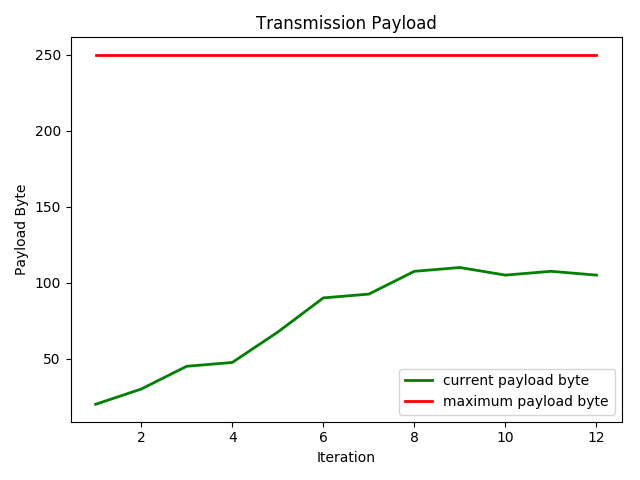 Transmission Payload
250
200
150
100
50
Payload Byte
current payload byte
maximum payload byte
2 4 6 8 10 12
Iteration